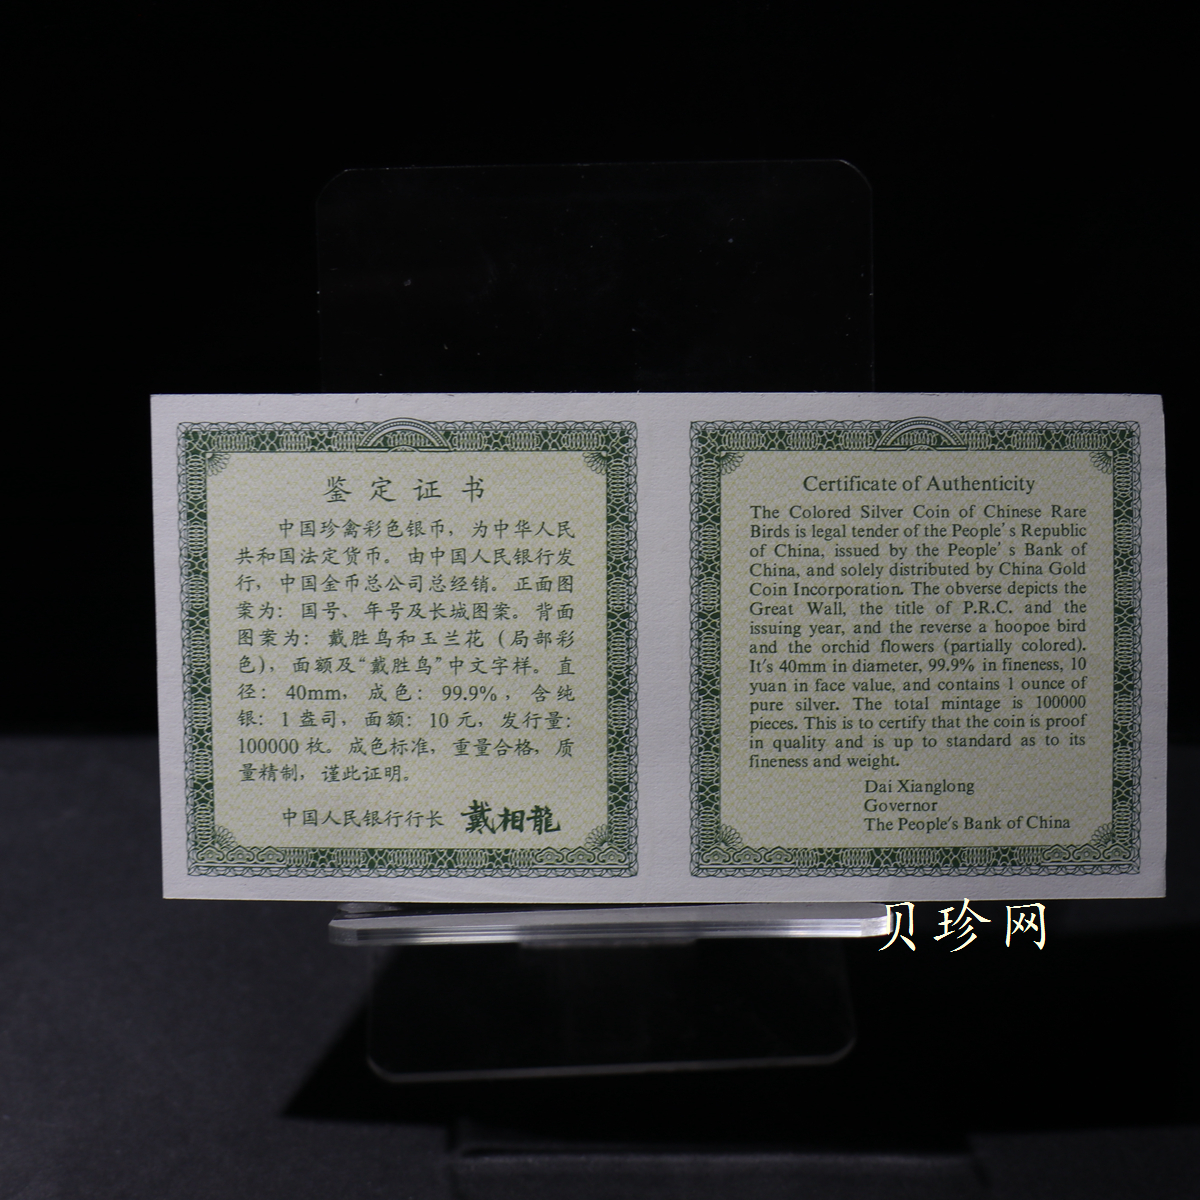 鉴定证书
中国珍禽彩色银币，为中华人民
共和国法定货币。由中国人民银行发
行，中国金币总公司总经销。正面图
案为：国号、年号及长城图案。背面
图案为：戴胜鸟和玉兰花（局部彩
色），面额及“戴胜鸟”中文字样。直
径：40mm，成色：99.9%，含纯
银：1盎司，面额：10元，发行量：
100000枚。成色标准，重量合格，质
量精制，谨此证明。
中国人民银行行长 戴相龍
Certificate of Authenticity
The Colored Silver Coin of Chinese Rare
Birds is legal tender of the People's Republic
of China, issued by the People's Bank of
China, and solely distributed by China Gold
Coin Incorporation. The obverse depicts the
Great Wall, the title of P.R.C. and the
issuing year, and the reverse a hoopoe bird
and the orchid flowers (partially colored).
It's 40mm in diameter, 99.9% in fineness, 10
yuan in face value, and contains 1 ounce of
pure silver. The total mintage is 100000
pieces. This is to certify that the coin is proof
in quality and is up to standard as to its
fineness and weight.
Dai Xianglong
Governor
The People's Bank of China
贝珍网